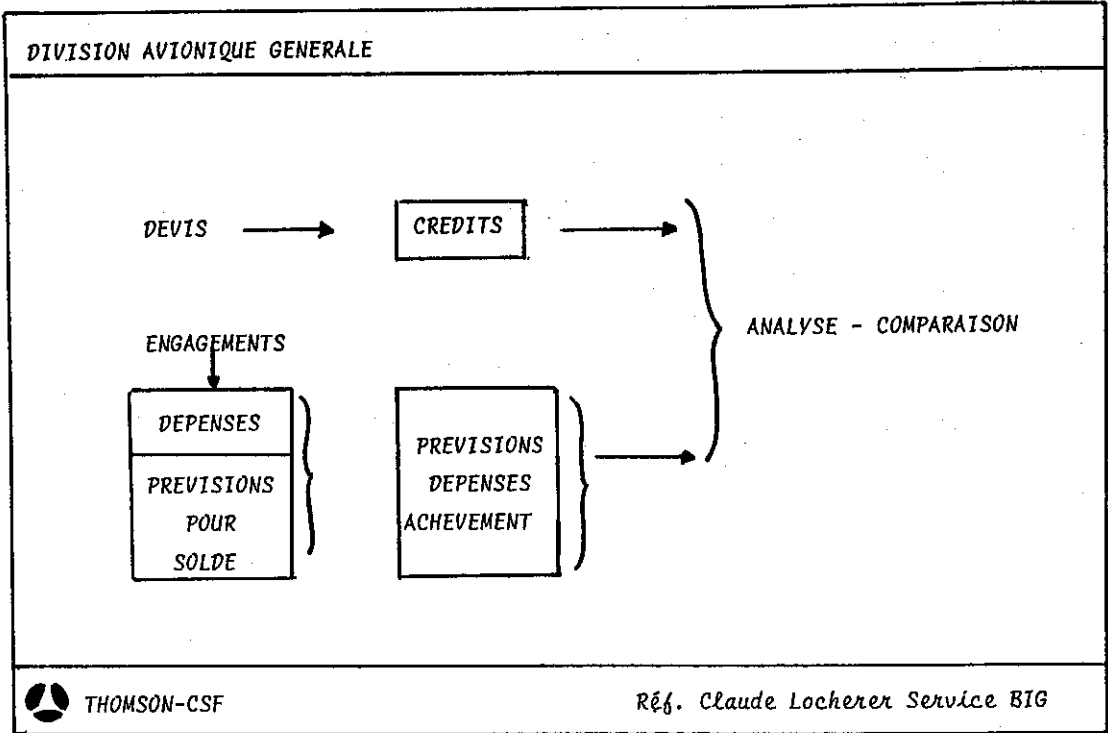 DIVISION AVIONIQUE GENERALE
DEVIS
CREDITS
ANALYSE - COMPARAISON
ENGAGEMENTS
DEPENSES
PREVISIONS
POUR
SOLDE
PREVISIONS
DEPENSES
ACHEVEMENT
THOMSON-CSF
Réf. Claude Locherer Service BIG